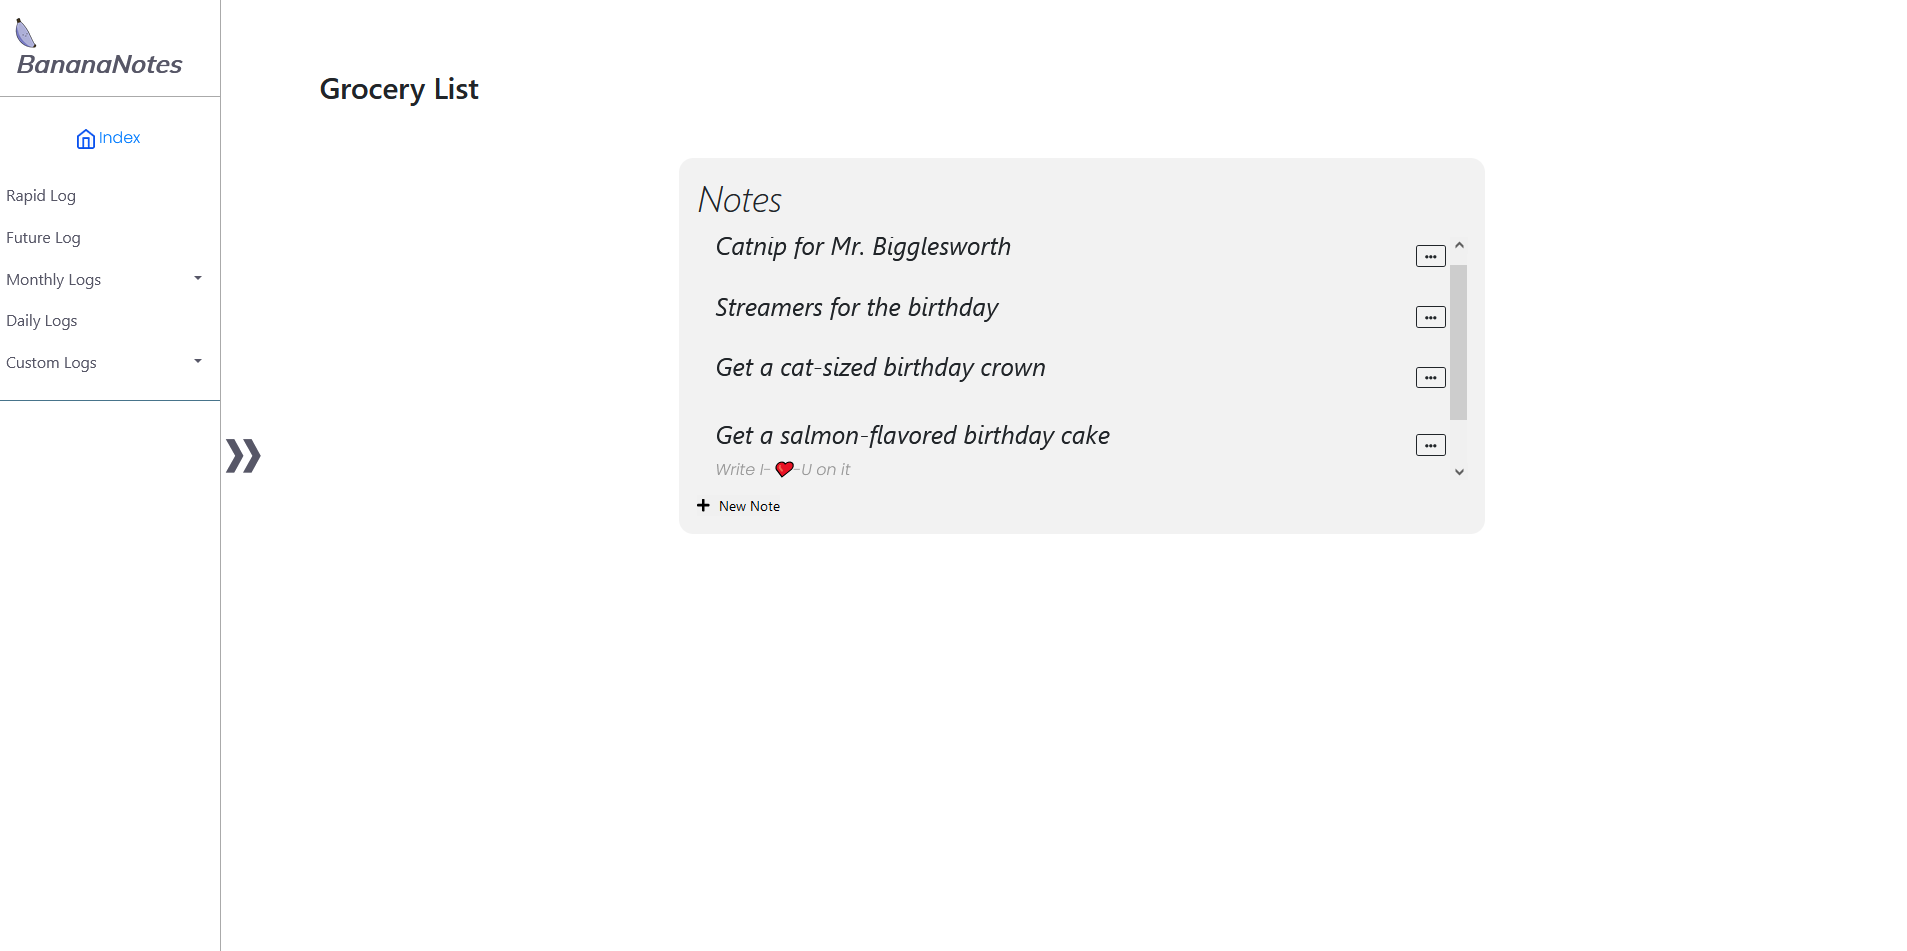 BananaNotes
Index
Rapid Log
Future Log
Monthly Logs
Daily Logs
Custom Logs
Grocery List
Notes
Catnip for Mr. Bigglesworth
Streamers for the birthday
Get a cat-sized birthday crown
Get a salmon-flavored birthday cake
Write I-❤-U on it
New Note